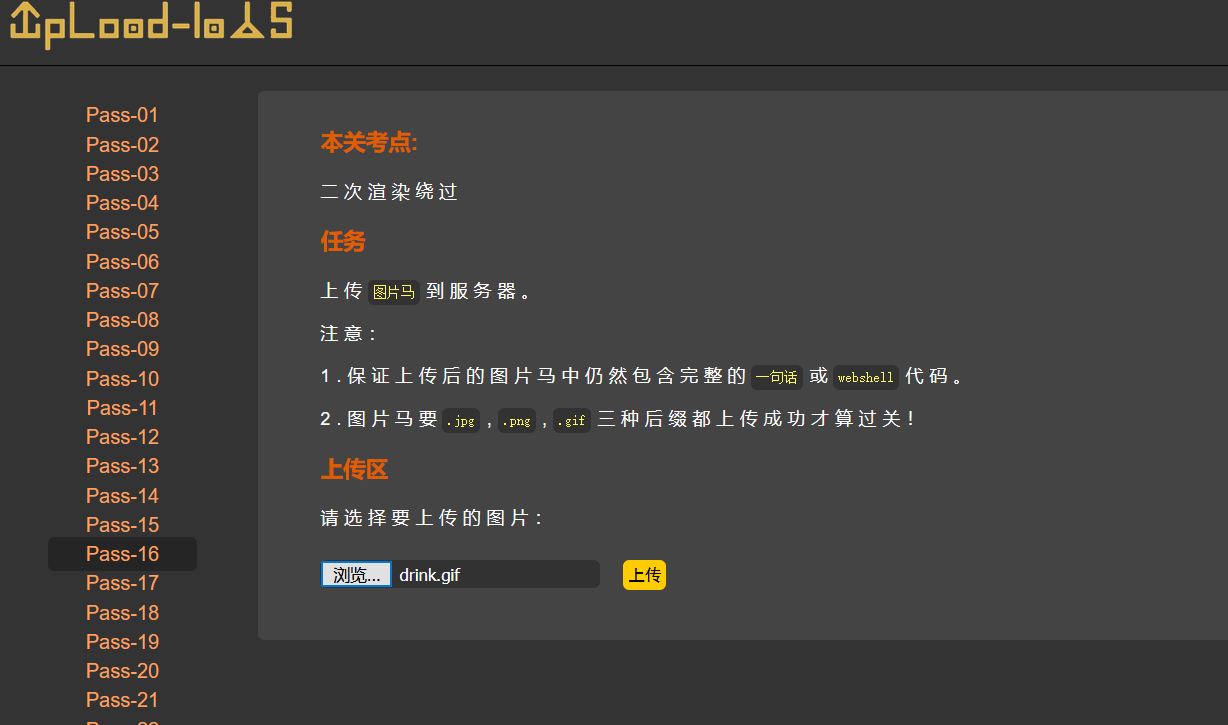 UpLoad-labs
Pass-01
Pass-02
Pass-03
Pass-04
Pass-05
Pass-06
Pass-07
Pass-08
Pass-09
Pass-10
Pass-11
Pass-12
Pass-13
Pass-14
Pass-15
Pass-16
Pass-17
Pass-18
Pass-19
Pass-20
Pass-21
本关考点:
二次渲染绕过
任务
上传 图片马 到服务器。
注意：
1.保证上传后的图片马中仍然包含完整的 一句话 或 webshell 代码。
2.图片马要 .jpg , .png , .gif 三种后缀都上传成功才算过关！
上传区
请选择要上传的图片：
浏览... drink.gif 上传